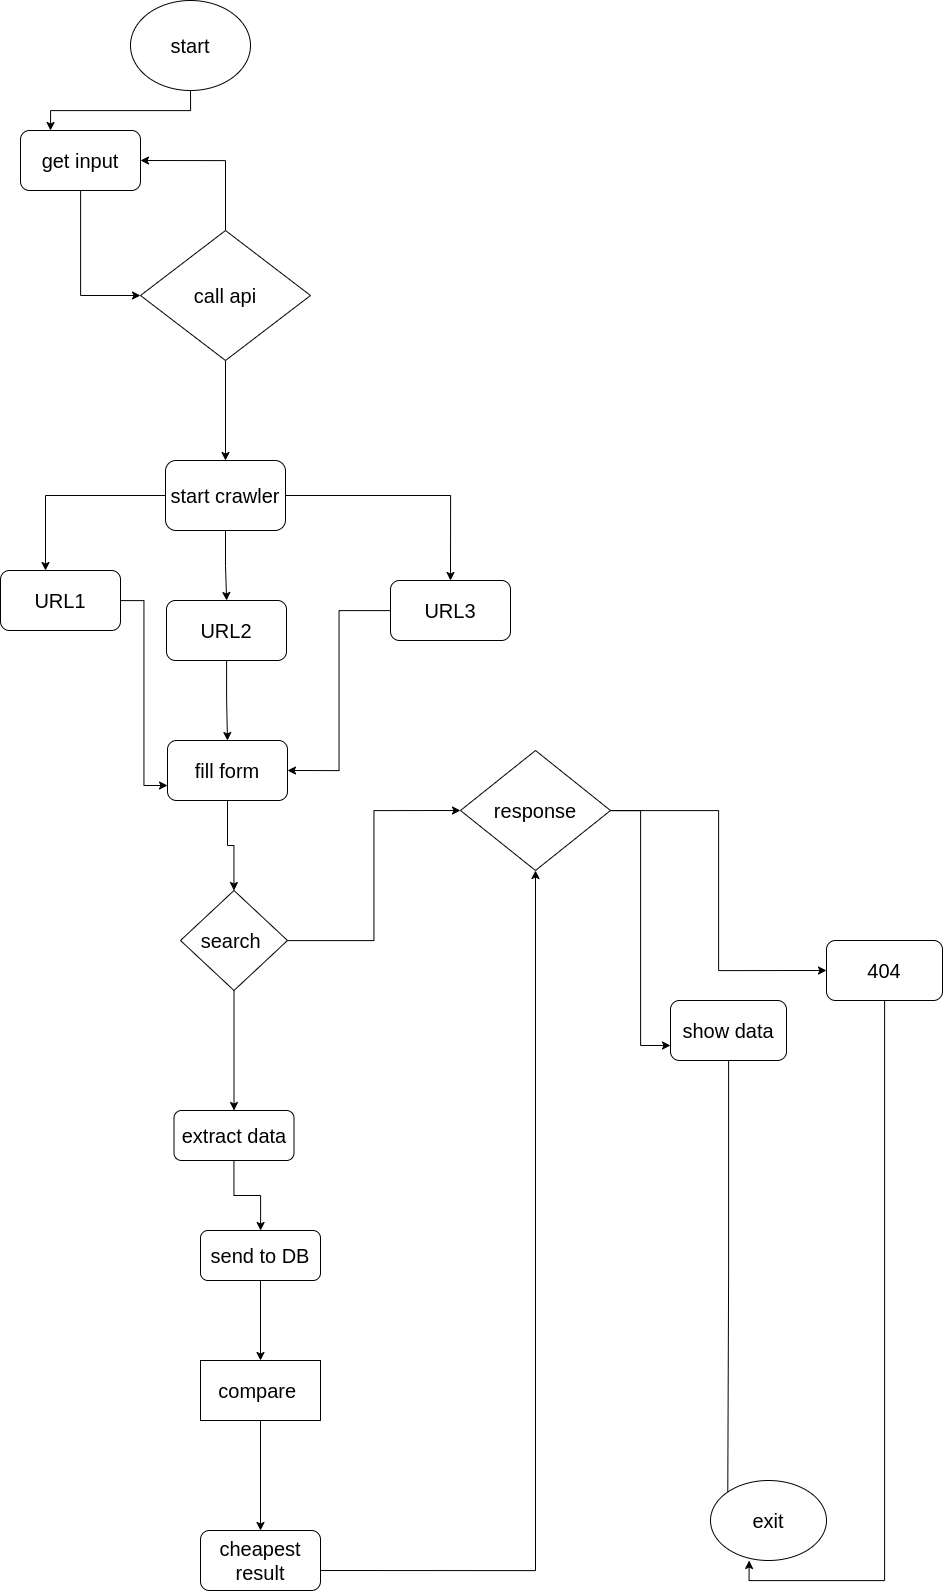 start
get input
call api
start crawler
URL1
URL2
URL3
fill form
response
search
404
show data
extract data
send to DB
compare
cheapest
result
exit